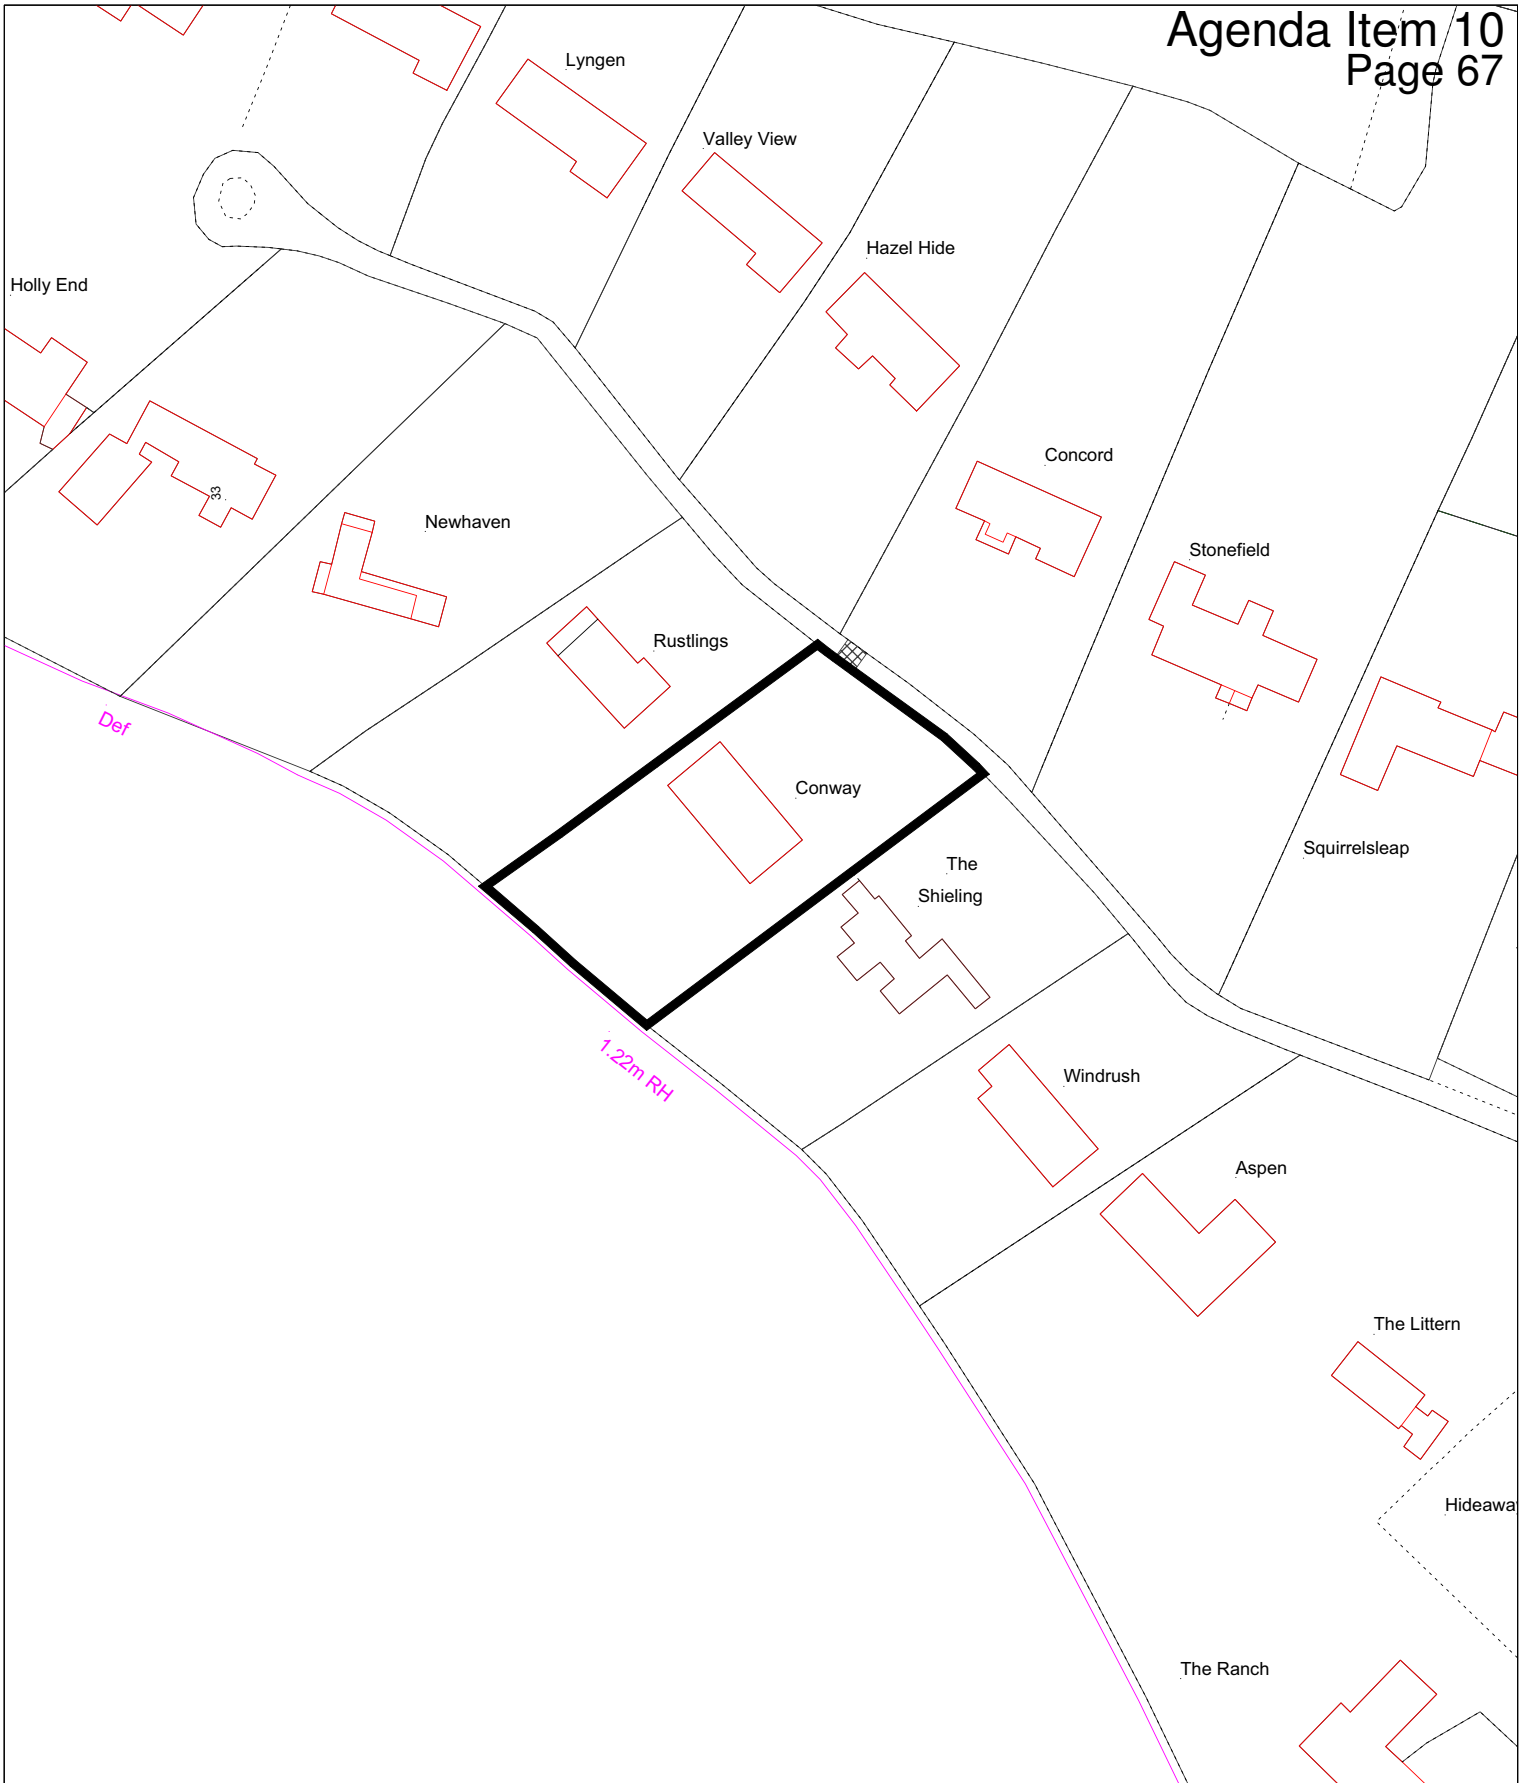 Agenda Item 10
Page 67
Lyngen
Valley View
Hazel Hide
Holly End
Concord
33
Newhaven
Stonefield
Rustlings
Def
Conway
Squirrelsleap
The
Shieling
1.22m RH
Windrush
Aspen
The Littern
Hideaway
The Ranch